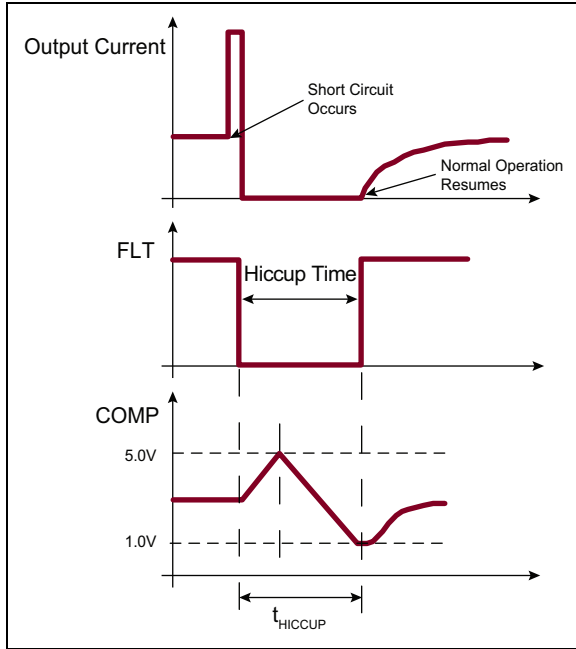 Output Current
Short Circuit
Occurs
Normal Operation
Resumes
FLT
Hiccup Time
COMP
5.0V
1.0V
tHICCUP